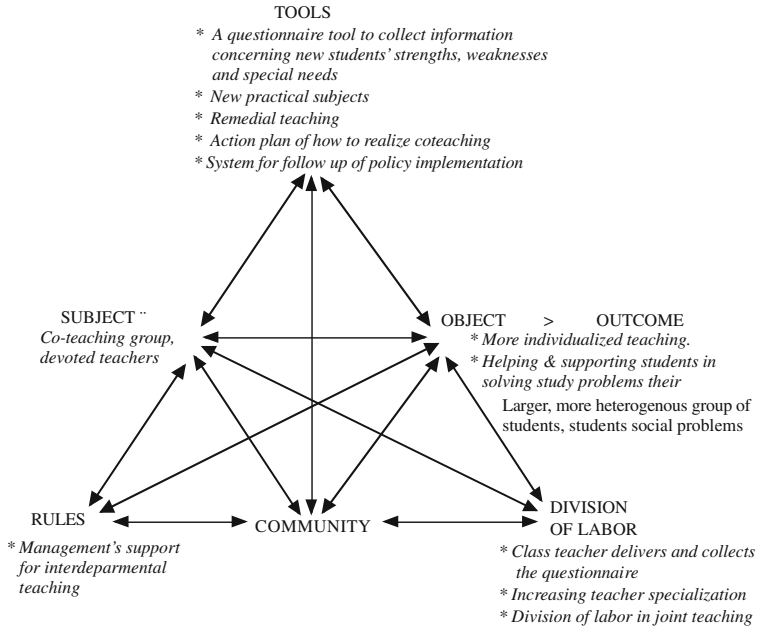 TOOLS
* A questionnaire tool to collect information
concerning new students' strengths, weaknesses
and special needs
* New practical subjects
* Remedial teaching
* Action plan of how to realize coteaching
* System for follow up of policy implementation
SUBJECT ¨
Co-teaching group,
devoted teachers
OBJECT > OUTCOME
* More individualized teaching.
* Helping & supporting students in
solving study problems their
Larger, more heterogenous group of
students, students social problems
RULES
* Management's support
for interdeparmental
teaching
COMMUNITY
DIVISION
OF LABOR
* Class teacher delivers and collects
the questionnaire
* Increasing teacher specialization
* Division of labor in joint teaching